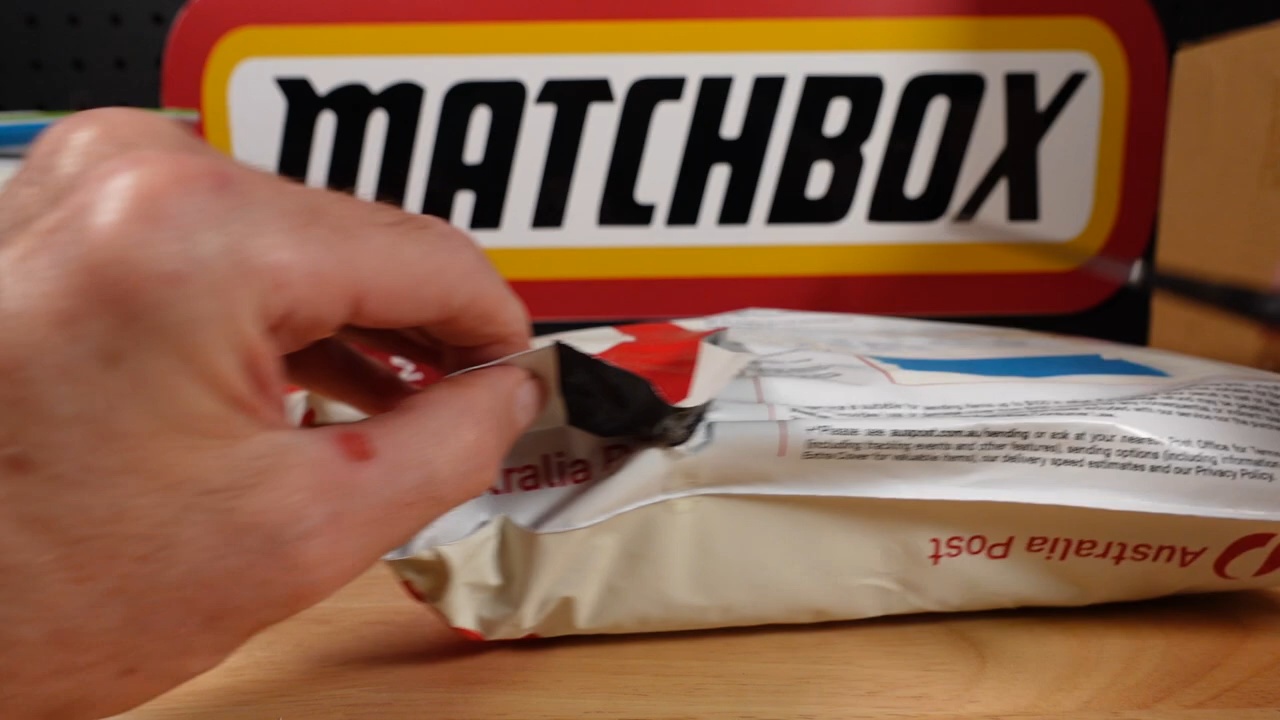 MATCHBOX
Please see auspost.com.au/sending or ask at your nearest Post Office for
(including tracking events and other features), sending options (including
Extra Cover for valuable items), our delivery speed estimates and our Privacy Policy.
ralia P
Australia Post